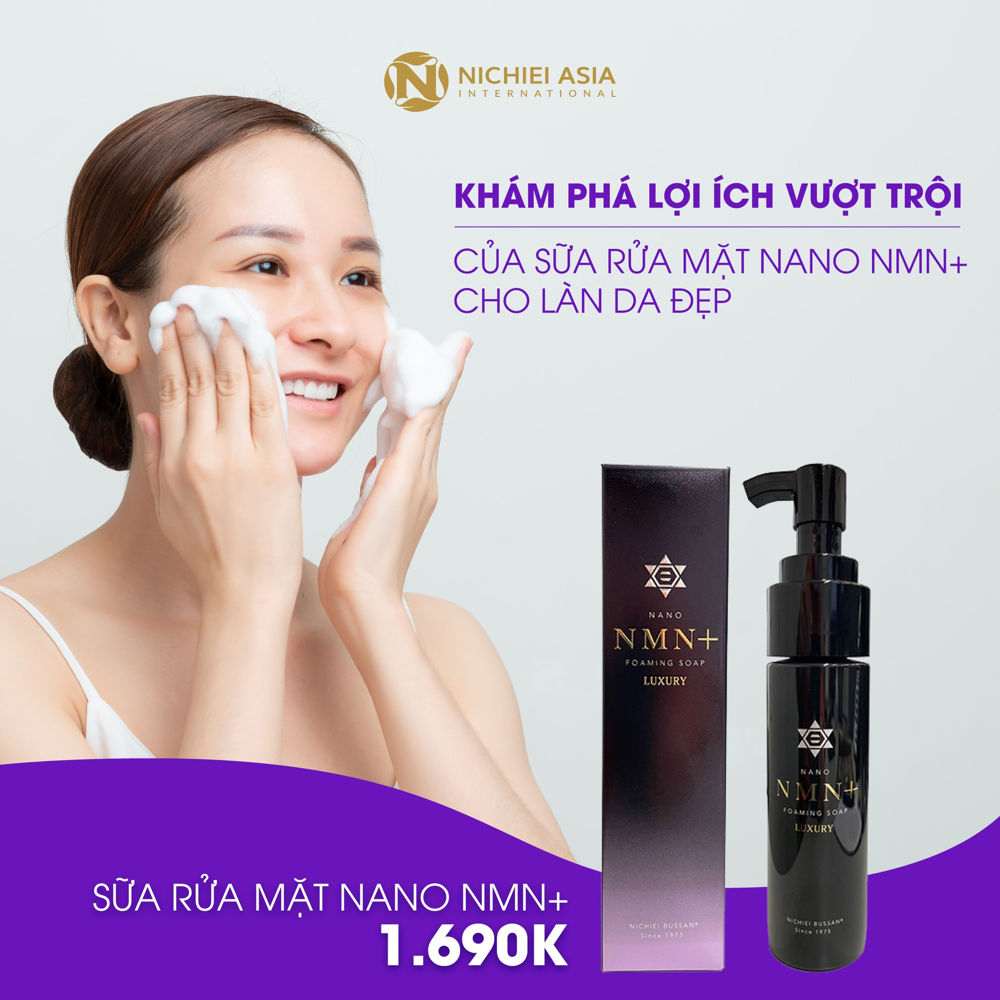 NICHIEI ASIA
INTERNATIONAL
KHÁM PHÁ LỢI ÍCH VƯỢT TRỘI
CỦA SỮA RỬA MẶT NANO NMN+
CHO LÀN DA ĐẸP
NANO
NMN+
FOAMING SOAP
LUXURY
NICHIEI BUSSAN®
Since 1975
NANO
NMN+
FOAMING SOAP
LUXURY
NICHIEI BUSSAN®
Since 1975
SỮA RỬA MẶT NANO NMN+
1.690K